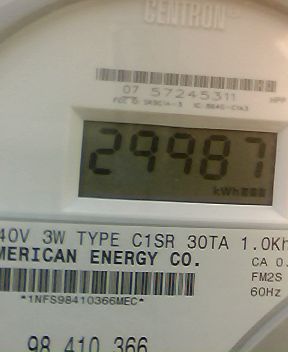 CENTRON®
07 57245311
HPP
29987
kWh
40V 3W TYPE C1SR 30TA 1.0Kh
MERICAN ENERGY CO.
CA 0.
FM2S
60Hz
*1NFS98410366MEC*
98 410 366